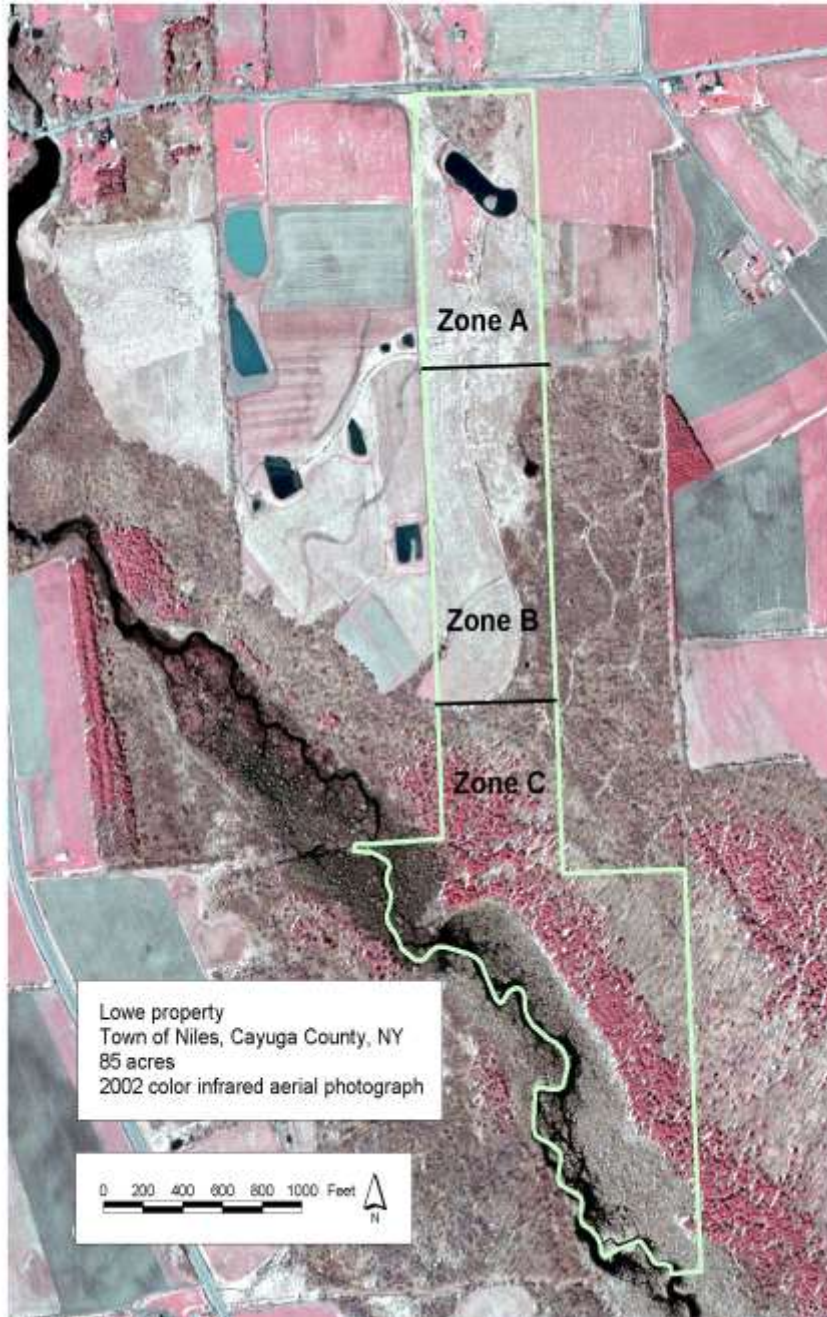 Zone A
Zone B
Zone C
Lowe property
Town of Niles, Cayuga County, NY
85 acres
2002 color infrared aerial photograph
0 200 400 600 800 1000 Feet
N